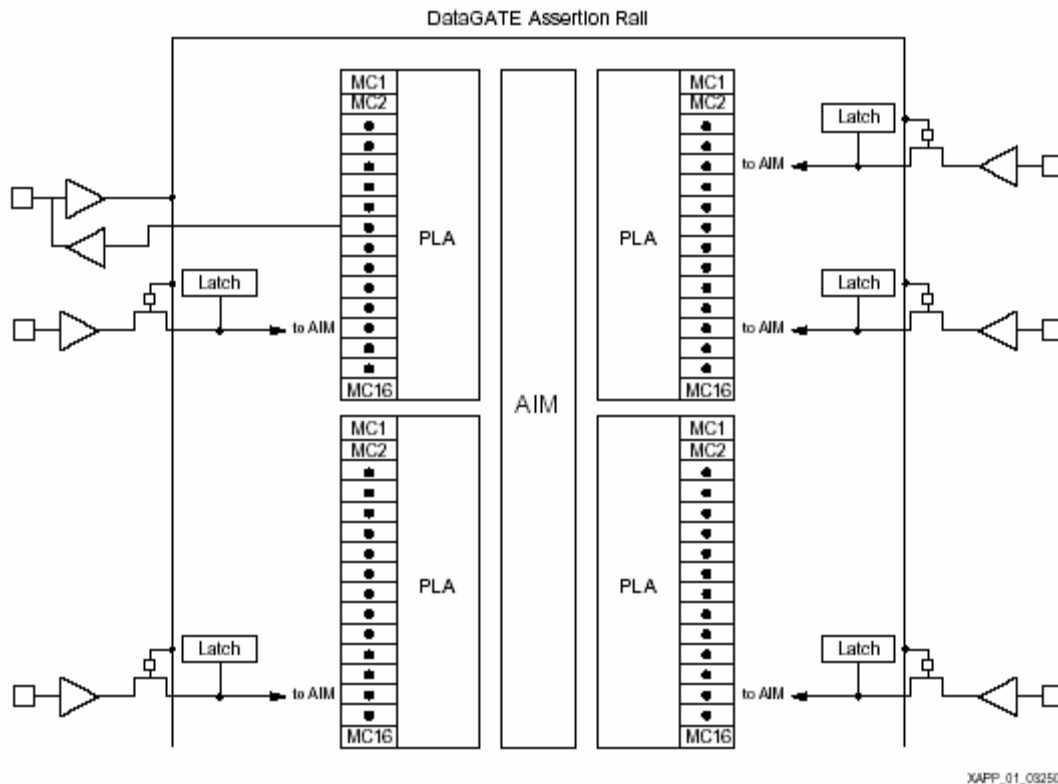 DataGATE Assertion Rail
MC1
MC2
MC16
PLA
MC1
MC2
MC16
PLA
AIM
MC1
MC2
MC16
PLA
MC1
MC2
MC16
PLA
Latch
to AIM
Latch
to AIM
Latch
to AIM
Latch
to AIM
Latch
to AIM